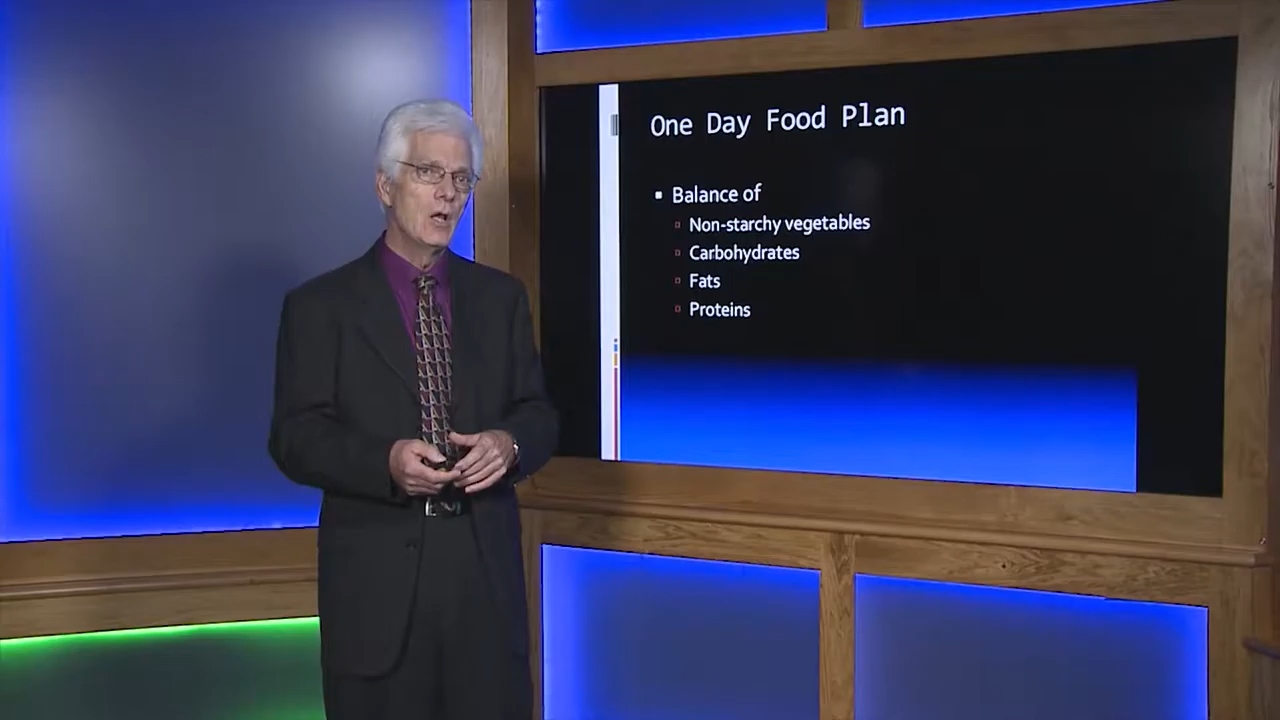 One Day Food Plan
Balance of
Non-starchy vegetables
Carbohydrates
Fats
Proteins